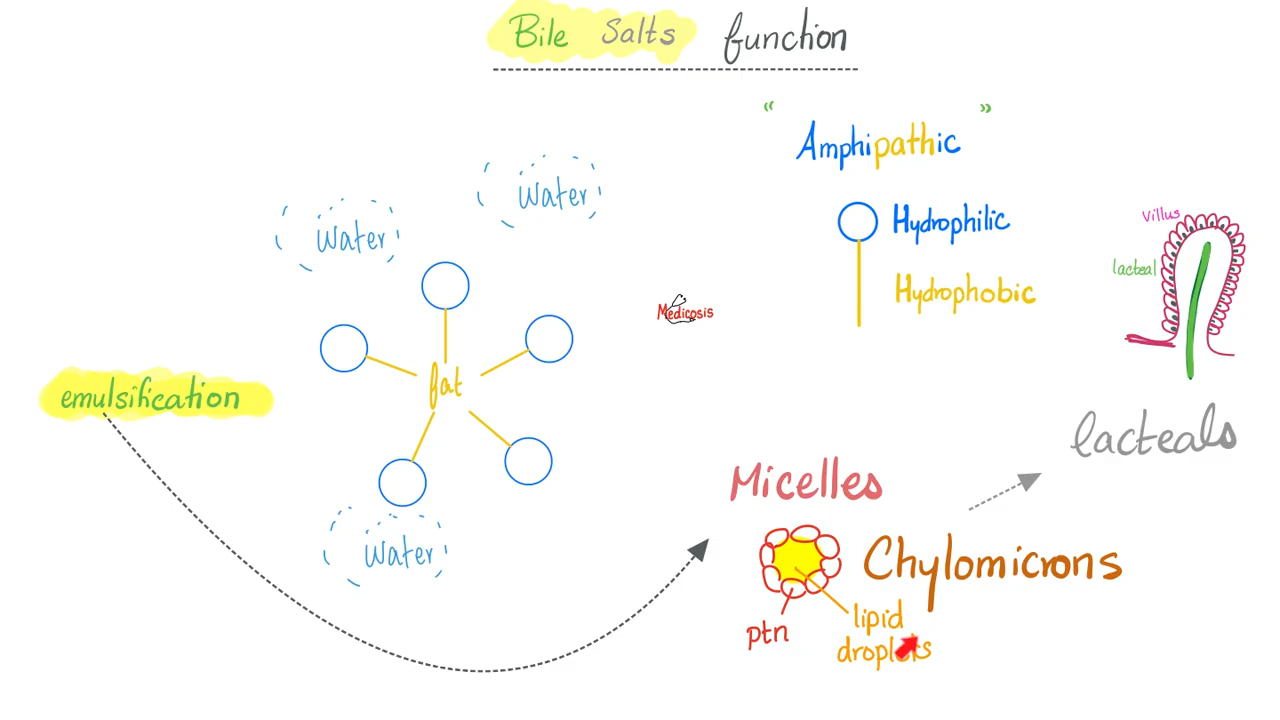 Bile Salts function
" Amphipathic "
Water
Water
Hydrophilic
Hydrophobic
Villus
lacteal
Medicosis
fat
emulsification
Water
lacteals
Micelles
Chylomicrons
ptn
lipid
droplets